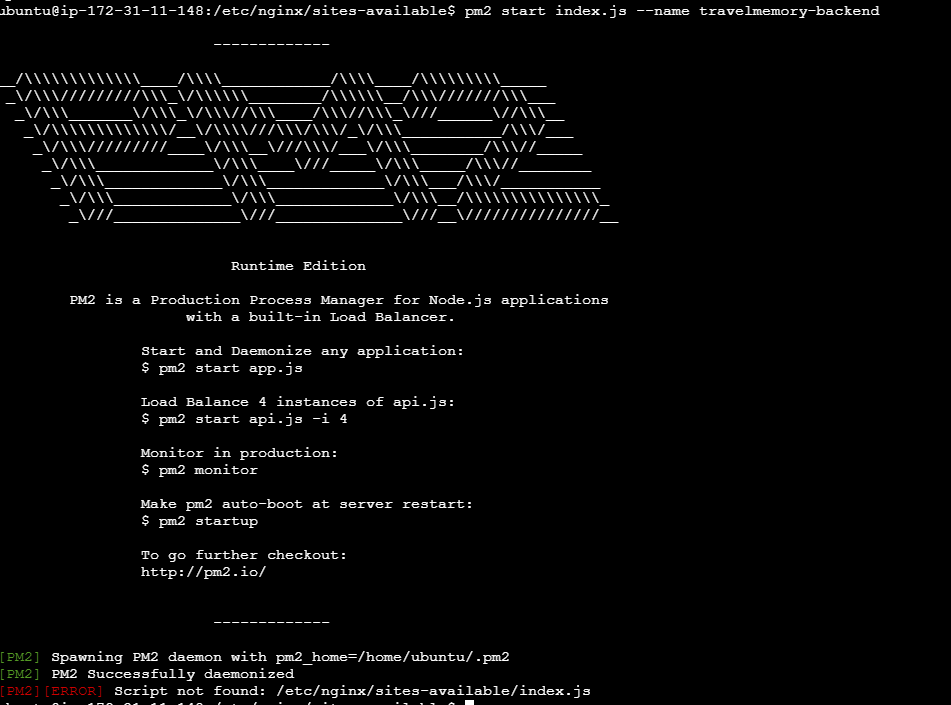 ubuntu@ip-172-31-11-148:/etc/nginx/sites-available$ pm2 start index.js --name travelmemory-backend
-------------
__/\\\\\\\\\\\\\____/\\\\____________/\\\\____/\\\\\\\\\_____
_\/\\\/////////\\\_\/\\\\\\________/\\\\\\__/\\\///////\\\___
_\/\\\_______\/\\\_\/\\\//\\\____/\\\//\\\_\///______\//\\\__
_\/\\\\\\\\\\\\\/__\/\\\\///\\\/\\\/_\/\\\___________/\\\/___
_\/\\\/////////____\/\\\__\///\\\/___\/\\\________/\\\//_____
_\/\\\_____________\/\\\____\///_____\/\\\_____/\\\//________
_\/\\\_____________\/\\\_____________\/\\\___/\\\/___________
_\/\\\_____________\/\\\_____________\/\\\__/\\\\\\\\\\\\\\\_
_\///______________\///______________\///__\///////////////__
Runtime Edition
PM2 is a Production Process Manager for Node.js applications
with a built-in Load Balancer.
Start and Daemonize any application:
$ pm2 start app.js
Load Balance 4 instances of api.js:
$ pm2 start api.js -i 4
Monitor in production:
$ pm2 monitor
Make pm2 auto-boot at server restart:
$ pm2 startup
To go further checkout:
http://pm2.io/
-------------
[PM2] Spawning PM2 daemon with pm2_home=/home/ubuntu/.pm2
[PM2] PM2 Successfully daemonized
[PM2][ERROR] Script not found: /etc/nginx/sites-available/index.js
ubuntu@ip-172-31-11-148:/etc/nginx/sites-available$